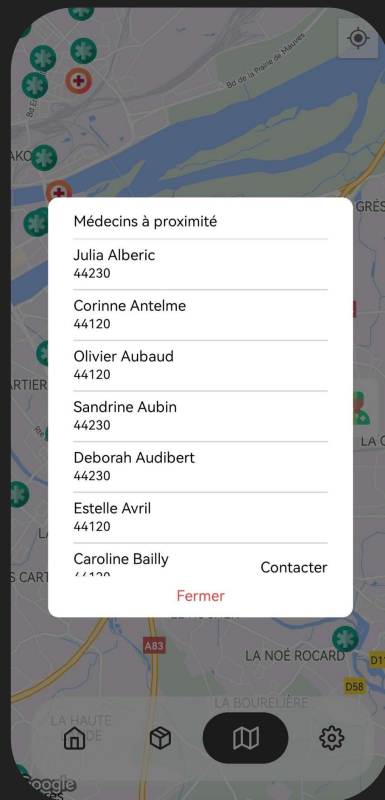 Bd de la Prairie de Mauves
Médecins à proximité
Julia Alberic
44230
Corinne Antelme
44120
Olivier Aubaud
44120
Sandrine Aubin
44230
Deborah Audibert
44230
Estelle Avril
44120
Caroline Bailly
44120
Contacter
Fermer
A83
LA NOÉ ROCARD
D58
LA BOURELIÈRE
LA HAUTE
Google